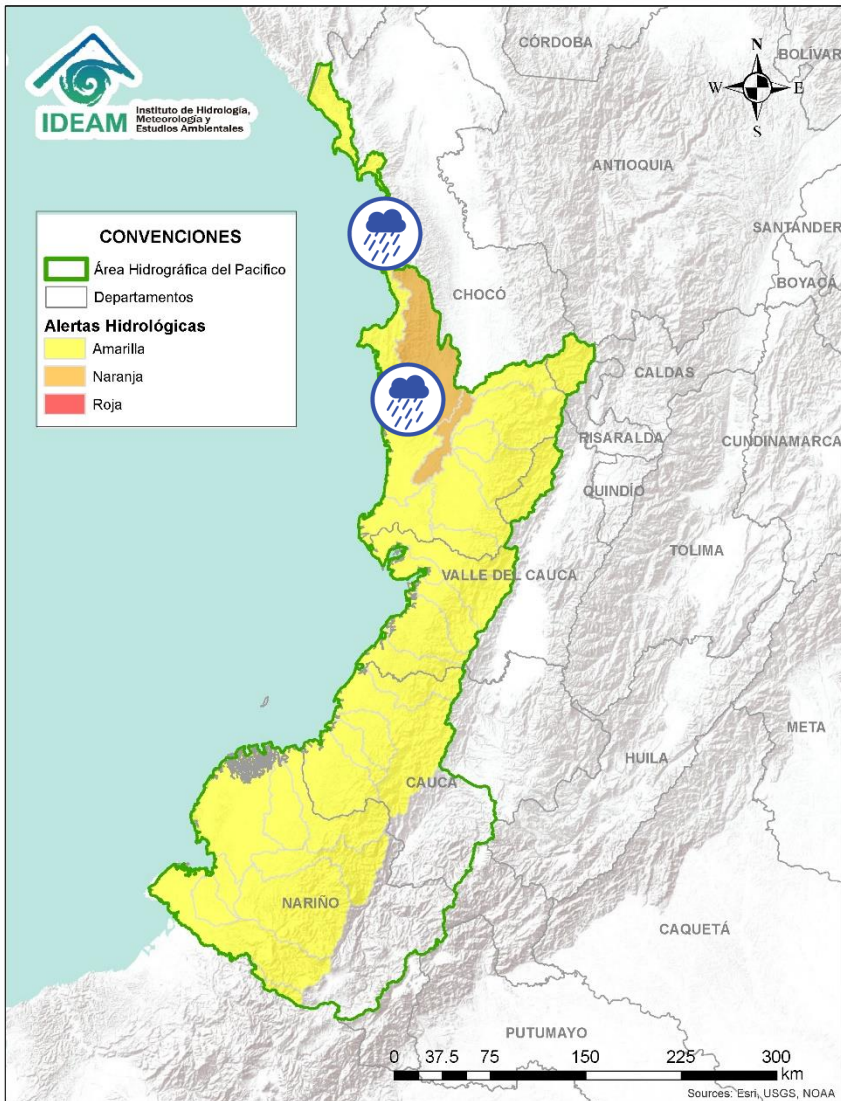 IDEAM
Instituto de Hidrología,
Meteorología y
Estudios Ambientales
CÓRDOBA
BOLÍVAR
N
W
E
S
ANTIOQUIA
SANTANDER
BOYACÁ
CONVENCIONES
Área Hidrográfica del Pacifico
Departamentos
Alertas Hidrológicas
Amarilla
Naranja
Roja
CHOCÓ
CALDAS
RISARALDA
CUNDINAMARCA
QUINDÍO
TOLIMA
VALLE DEL CAUCA
META
HUILA
CAUCA
NARIÑO
CAQUETÁ
PUTUMAYO
0 37.5 75 150 225 300
km
Sources: Esri, USGS, NOAA